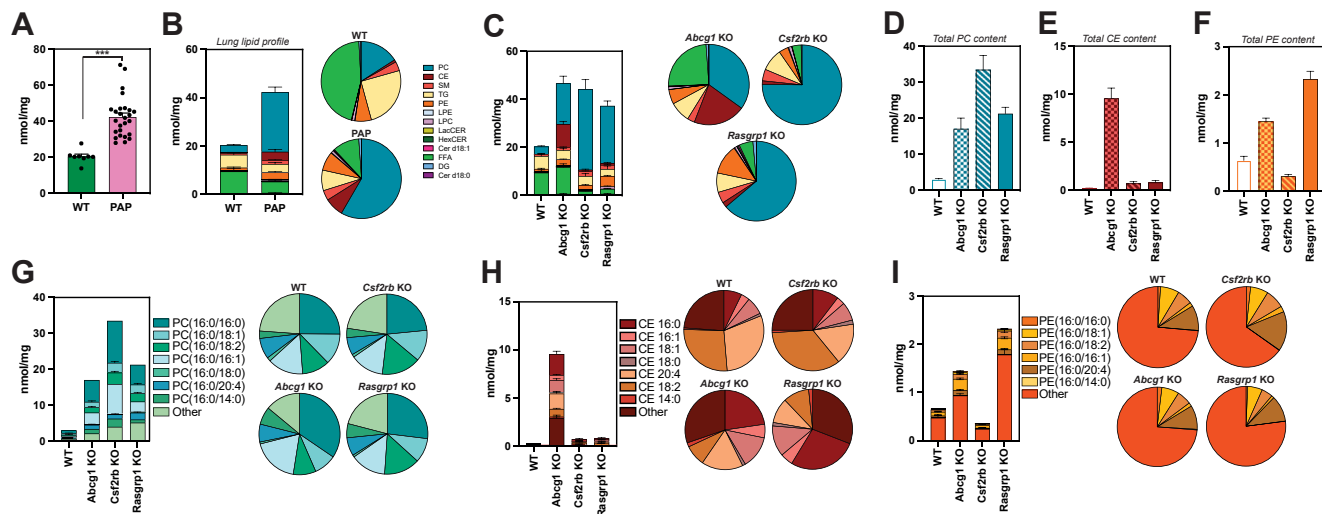 A
80
60
40
20
0
nmol/mg
***
WT
PAP
B
Lung lipid profile
80
60
40
20
0
nmol/mg
WT
PAP
WT
PAP
PC
CE
SM
TG
PE
LPE
LPC
LacCER
HexCER
Cer d18:1
FFA
DG
Cer d18:0
C
60
40
20
0
nmol/mg
WT
Abcg1 KO
Csf2rb KO
Rasgrp1 KO
Abcg1 KO
Csf2rb KO
Rasgrp1 KO
D
Total PC content
40
30
20
10
0
nmol/mg
WT
Abcg1 KO
Csf2rb KO
Rasgrp1 KO
E
Total CE content
15
10
5
0
nmol/mg
WT
Abcg1 KO
Csf2rb KO
Rasgrp1 KO
F
Total PE content
3
2
1
0
nmol/mg
WT
Abcg1 KO
Csf2rb KO
Rasgrp1 KO
G
40
30
20
10
0
nmol/mg
WT
Abcg1 KO
Csf2rb KO
Rasgrp1 KO
PC(16:0/16:0)
PC(16:0/18:1)
PC(16:0/18:2)
PC(16:0/16:1)
PC(16:0/18:0)
PC(16:0/20:4)
PC(16:0/14:0)
Other
WT
Csf2rb KO
Abcg1 KO
Rasgrp1 KO
H
15
10
5
0
nmol/mg
WT
Abcg1 KO
Csf2rb KO
Rasgrp1 KO
CE 16:0
CE 16:1
CE 18:1
CE 18:0
CE 20:4
CE 18:2
CE 14:0
Other
WT
Csf2rb KO
Abcg1 KO
Rasgrp1 KO
I
3
2
1
0
nmol/mg
WT
Abcg1 KO
Csf2rb KO
Rasgrp1 KO
PE(16:0/16:0)
PE(16:0/18:1)
PE(16:0/18:2)
PE(16:0/16:1)
PE(16:0/20:4)
PE(16:0/14:0)
Other
WT
Csf2rb KO
Abcg1 KO
Rasgrp1 KO